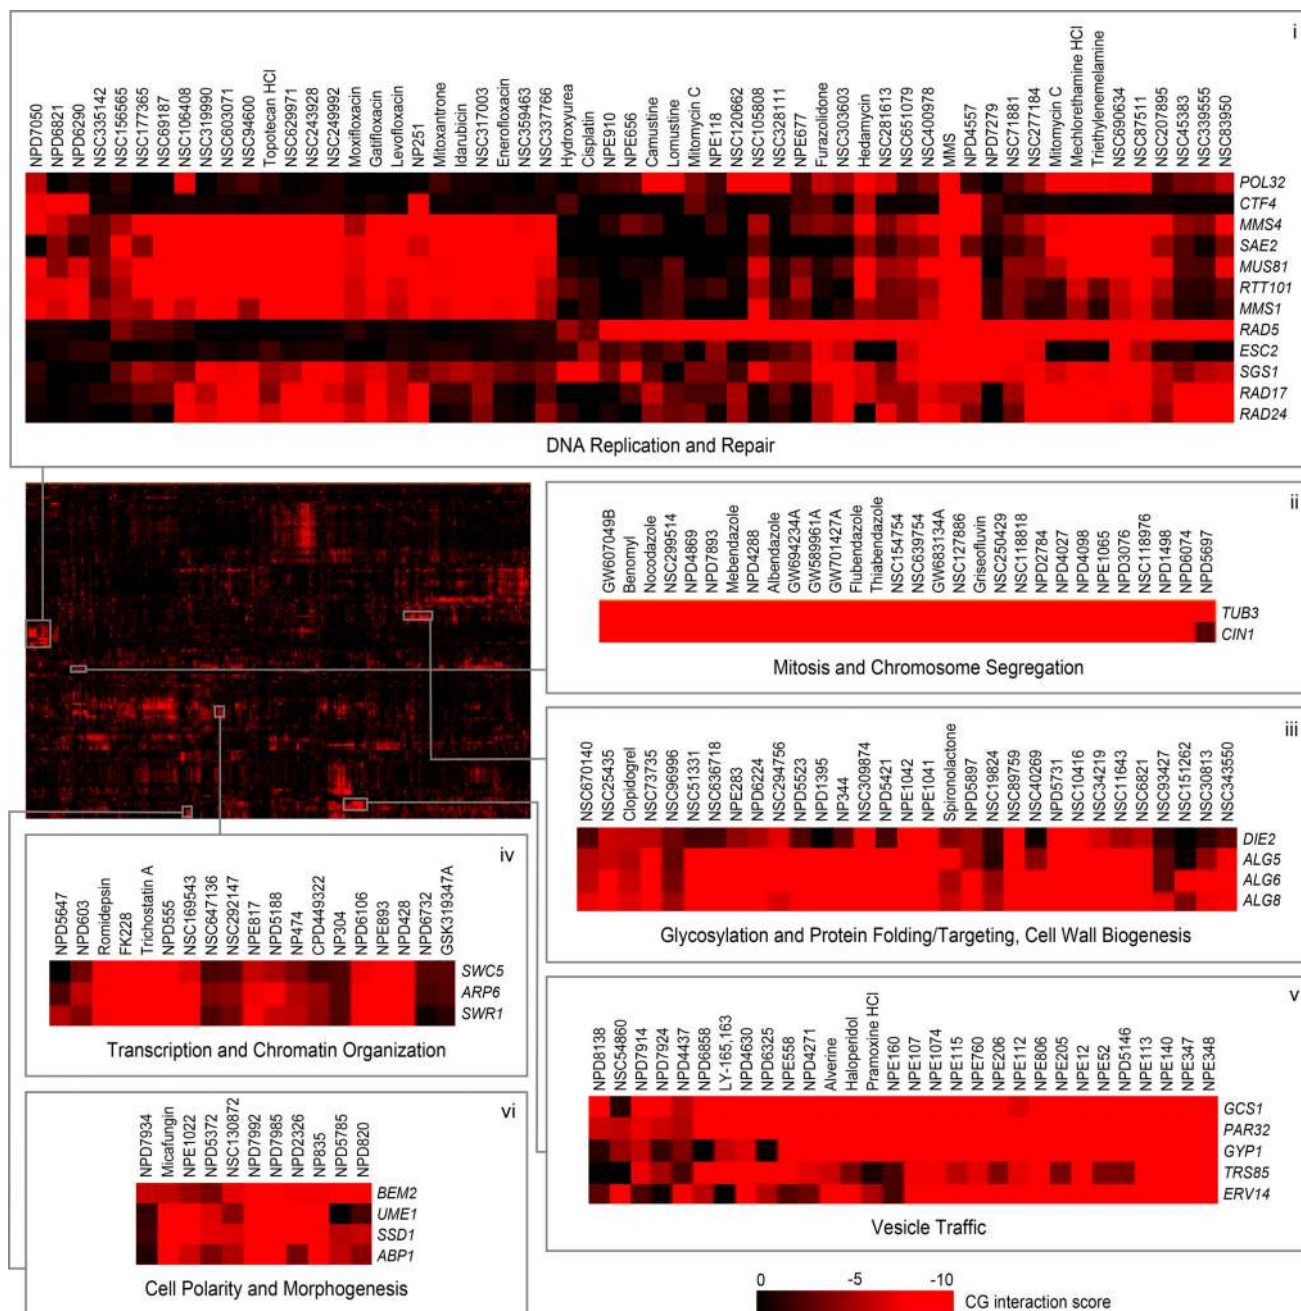 i
NPD7050
NPD6821
NPD6290
NSC335142
NSC156565
NSC177365
NSC69187
NSC106408
NSC319990
NSC603071
NSC94600
Topotecan HCl
NSC629971
NSC243928
NSC249992
Moxifloxacin
Gatifloxacin
Levofloxacin
NP251
Mitoxantrone
Idarubicin
NSC317003
Enerofloxacin
NSC359463
NSC337766
Hydroxyurea
Cisplatin
NPE910
NPE656
Camustine
Lomustine
Mitomycin C
NPE118
NSC120662
NSC105808
NSC328111
NPE677
Furazolidone
NSC303603
Hedamycin
NSC281613
NSC651079
NSC400978
MMS
NPD4557
NPD7279
NSC71881
NSC277184
Mitomycin C
Mechlorethamine HCl
Triethylenemelamine
NSC690634
NSC87511
NSC207895
NSC45383
NSC339555
NSC83950
POL32
CTF4
MMS4
SAE2
MUS81
RTT101
MMS1
RAD5
ESC2
SGS1
RAD17
RAD24
DNA Replication and Repair
ii
GW607049B
Benomyl
Nocodazole
NSC299514
NPD4869
NPD7893
Mebendazole
NPD4288
Albendazole
GW694234A
GW589961A
GW701427A
Flubendazole
Thiabendazole
NSC154754
NSC639754
GW683134A
NSC127886
Griseofluvin
NSC250429
NSC118818
NPD2784
NPD4027
NPD4098
NPE1065
NPD3076
NSC118976
NPD1498
NPD6074
NPD5697
TUB3
CIN1
Mitosis and Chromosome Segregation
iii
NSC670140
NSC25435
Clopidogrel
NSC73735
NSC96996
NSC51331
NSC636718
NPE283
NPD6224
NSC294756
NPD5523
NPD1395
NP344
NSC309874
NPD5421
NPE1042
NPE1041
Spironolactone
NPD5897
NSC19824
NSC89759
NSC40269
NPD5731
NSC10416
NSC34219
NSC11643
NSC6821
NSC93427
NSC151262
NSC30813
NSC343550
DIE2
ALG5
ALG6
ALG8
Glycosylation and Protein Folding/Targeting, Cell Wall Biogenesis
iv
NPD5647
NPD603
Romidepsin
FK228
Trichostatin A
NPD555
NSC169543
NSC647136
NSC292147
NPE817
NPD5188
NP474
CPD449322
NP304
NPD6106
NPE893
NPD428
NPD6732
GSK319347A
SWC5
ARP6
SWR1
Transcription and Chromatin Organization
v
NPD8138
NSC54860
NPD7914
NPD7924
NPD4437
NPD6858
LY-165,163
NPD4630
NPD6325
NPE558
NPD4271
Alverine
Haloperidol
Pramoxine HCl
NPE160
NPE107
NPE1074
NPE115
NPE760
NPE206
NPE112
NPE806
NPE205
NPE12
NPE52
NPD5146
NPE113
NPE140
NPE347
NPE348
GCS1
PAR32
GYP1
TRS85
ERV14
Vesicle Traffic
vi
NPD7934
Micafungin
NPE1022
NPD5372
NSC130872
NPD7992
NPD7985
NPD2326
NP835
NPD5785
NPD820
BEM2
UME1
SSD1
ABP1
Cell Polarity and Morphogenesis
0 -5 -10
CG interaction score